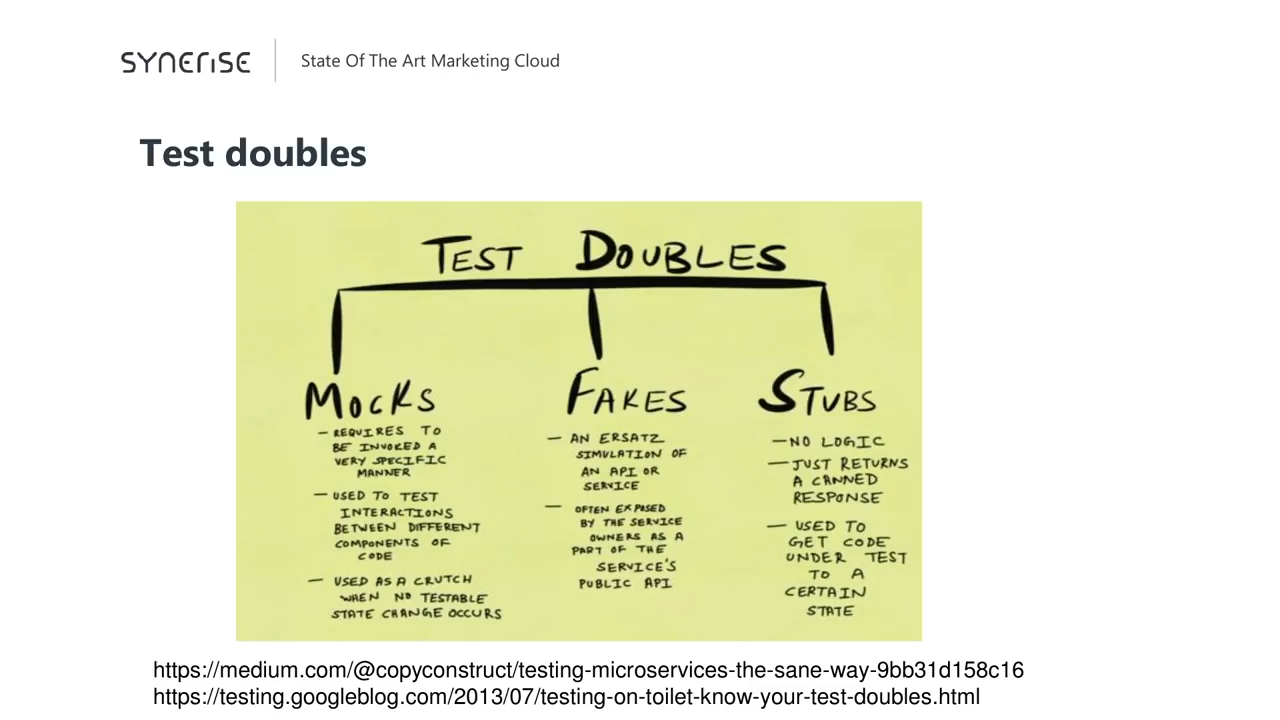 SYNERISE
State Of The Art Marketing Cloud
Test doubles
TEST DOUBLES
MOCKS
– REQUIRES TO
BE INVOKED A
VERY SPECIFIC
MANNER
– USED TO TEST
INTERACTIONS
BETWEEN DIFFERENT
COMPONENTS OF
CODE
– USED AS A CRUTCH
WHEN NO TESTABLE
STATE CHANGE OCCURS
FAKES
– AN ERSATZ
SIMULATION OF
AN API OR
SERVICE
– OFTEN EXPOSED
BY THE SERVICE
OWNERS AS A
PART OF THE
SERVICE'S
PUBLIC API
STUBS
– NO LOGIC
– JUST RETURNS
A CANNED
RESPONSE
– USED TO
GET CODE
UNDER TEST
TO A
CERTAIN
STATE
https://medium.com/@copyconstruct/testing-microservices-the-sane-way-9bb31d158c16
https://testing.googleblog.com/2013/07/testing-on-toilet-know-your-test-doubles.html